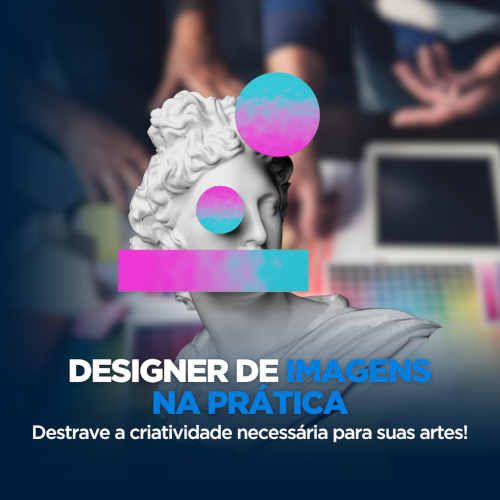 DESIGNER DE IMAGENS
NA PRÁTICA
Destrave a criatividade necessária para suas artes!